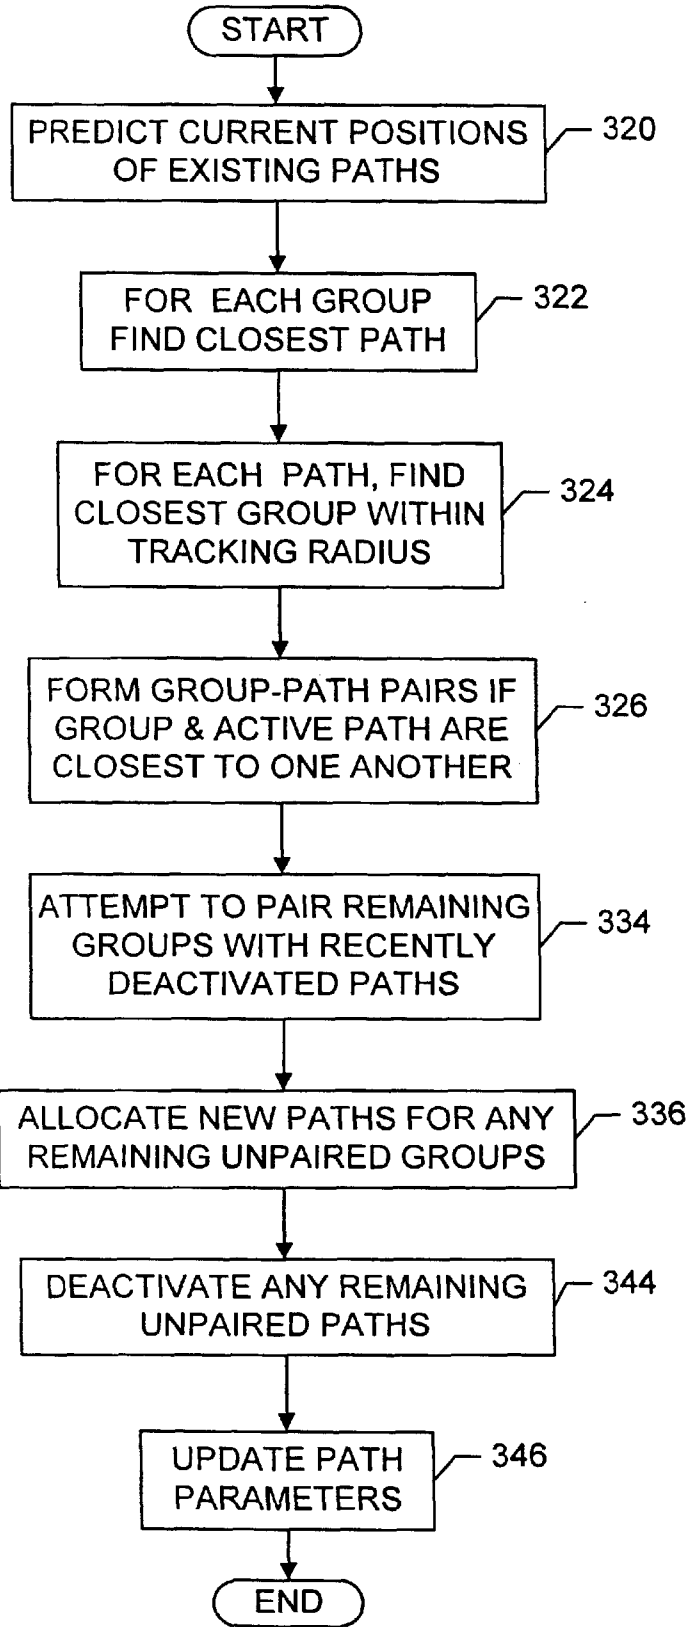 START
PREDICT CURRENT POSITIONS
OF EXISTING PATHS
320
FOR EACH GROUP
FIND CLOSEST PATH
322
FOR EACH PATH, FIND
CLOSEST GROUP WITHIN
TRACKING RADIUS
324
FORM GROUP-PATH PAIRS IF
GROUP & ACTIVE PATH ARE
CLOSEST TO ONE ANOTHER
326
ATTEMPT TO PAIR REMAINING
GROUPS WITH RECENTLY
DEACTIVATED PATHS
334
ALLOCATE NEW PATHS FOR ANY
REMAINING UNPAIRED GROUPS
336
DEACTIVATE ANY REMAINING
UNPAIRED PATHS
344
UPDATE PATH
PARAMETERS
346
END